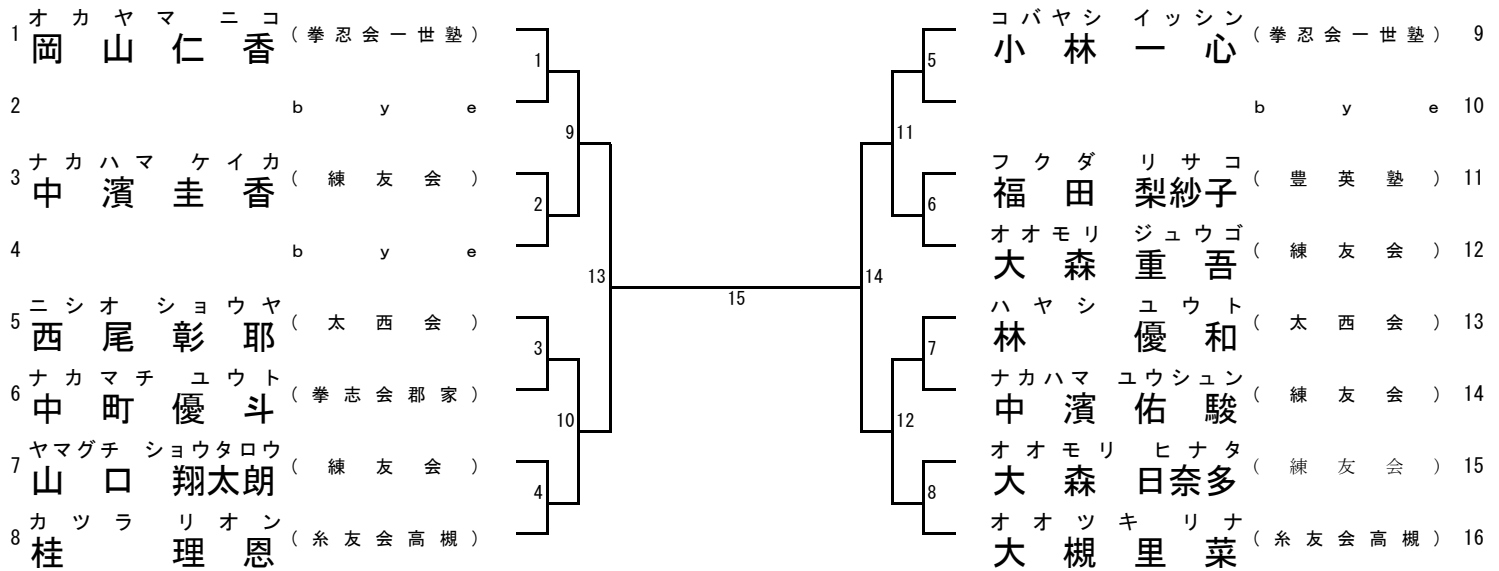 オカヤマ ニコ
1 岡山仁香 (拳忍会一世塾)
2 bye
ナカハマ ケイカ
3 中濱圭香 (練友会)
4 bye
ニシオ ショウヤ
5 西尾彰耶 (太西会)
ナカマチ ユウト
6 中町優斗 (拳志会郡家)
ヤマグチ ショウタロウ
7 山口翔太朗 (練友会)
カツラ リオン
8 桂理恩 (糸友会高槻)
1
2
3
4
9
10
13
15
14
11
12
5
6
7
8
コバヤシ イッシン
小林一心 (拳忍会一世塾) 9
bye 10
フクダ リサコ
福田梨紗子 (豊英塾) 11
オオモリ ジュウゴ
大森重吾 (練友会) 12
ハヤシ ユウト
林優和 (太西会) 13
ナカハマ ユウシュン
中濱佑駿 (練友会) 14
オオモリ ヒナタ
大森日奈多 (練友会) 15
オオツキ リナ
大槻里菜 (糸友会高槻) 16